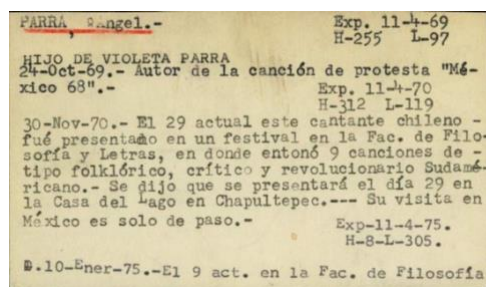 PARRA, Angel.- Exp. 11-4-69
H-255 L-97
HIJO DE VIOLETA PARRA
24-Oct-69.- Autor de la canción de protesta "Mé-
xico 68".- Exp. 11-4-70
H-312 L-119
30-Nov-70.- El 29 actual este cantante chileno -
fué presentado en un festival en la Fac. de Filo-
sofía y Letras, en donde entonó 9 canciones de -
tipo folklórico, crítico y revolucionario Sudamé-
ricano.- Se dijo que se presentará el día 29 en
la Casa del Lago en Chapultepec.--- Su visita en
México es solo de paso.- Exp-11-4-75.
H-8-L-305.
D.10-Ener-75.-El 9 act. en la Fac. de Filosofía